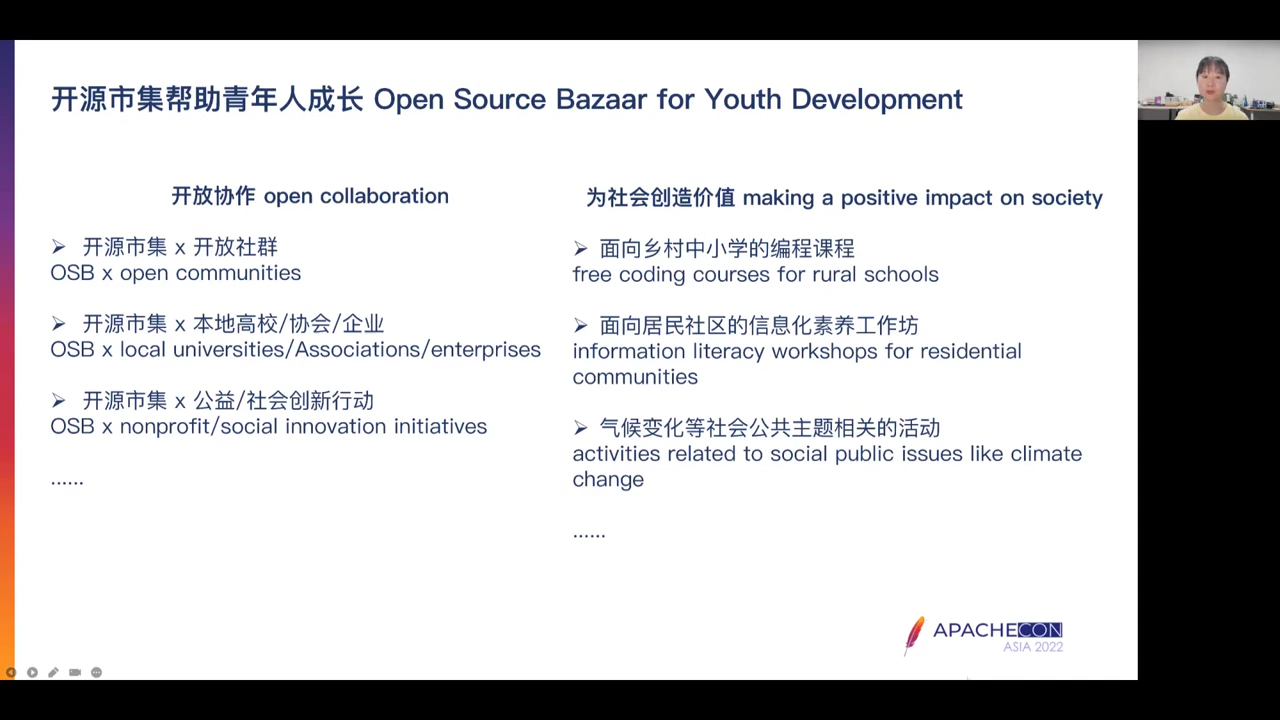 开源市集帮助青年人成长 Open Source Bazaar for Youth Development
开放协作 open collaboration
➢ 开源市集 x 开放社群
OSB x open communities
➢ 开源市集 x 本地高校/协会/企业
OSB x local universities/Associations/enterprises
➢ 开源市集 x 公益/社会创新行动
OSB x nonprofit/social innovation initiatives
......
为社会创造价值 making a positive impact on society
➢ 面向乡村中小学的编程课程
free coding courses for rural schools
➢ 面向居民社区的信息化素养工作坊
information literacy workshops for residential
communities
➢ 气候变化等社会公共主题相关的活动
activities related to social public issues like climate
change
......
APACHECON
ASIA 2022